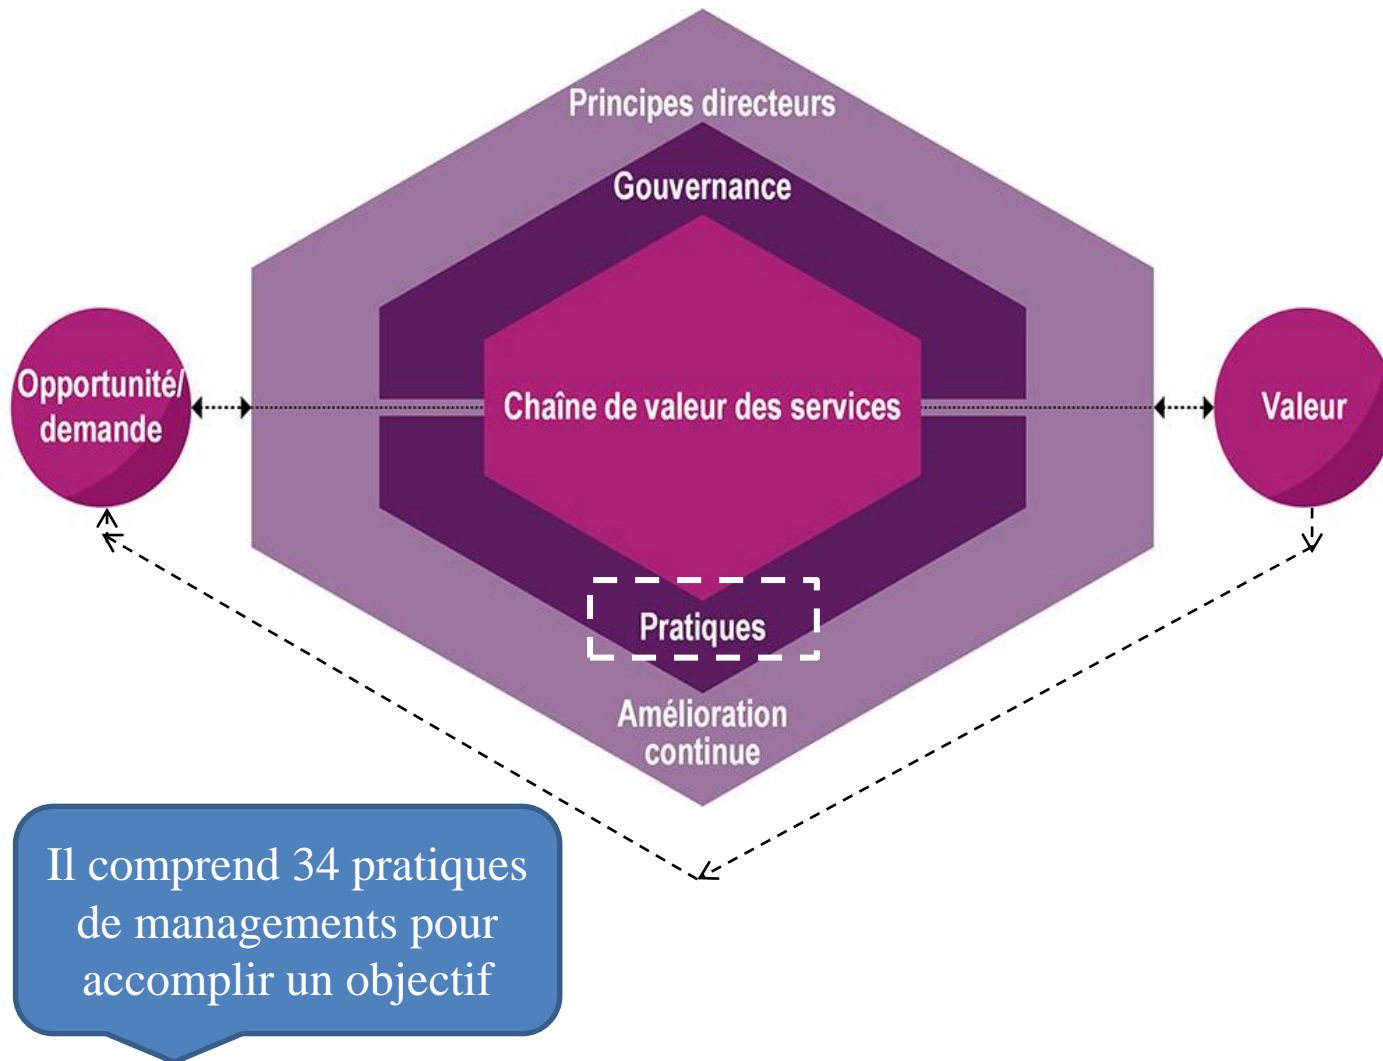 Principes directeurs
Gouvernance
Opportunité/
demande
Chaîne de valeur des services
Valeur
Pratiques
Amélioration
continue
Il comprend 34 pratiques
de managements pour
accomplir un objectif